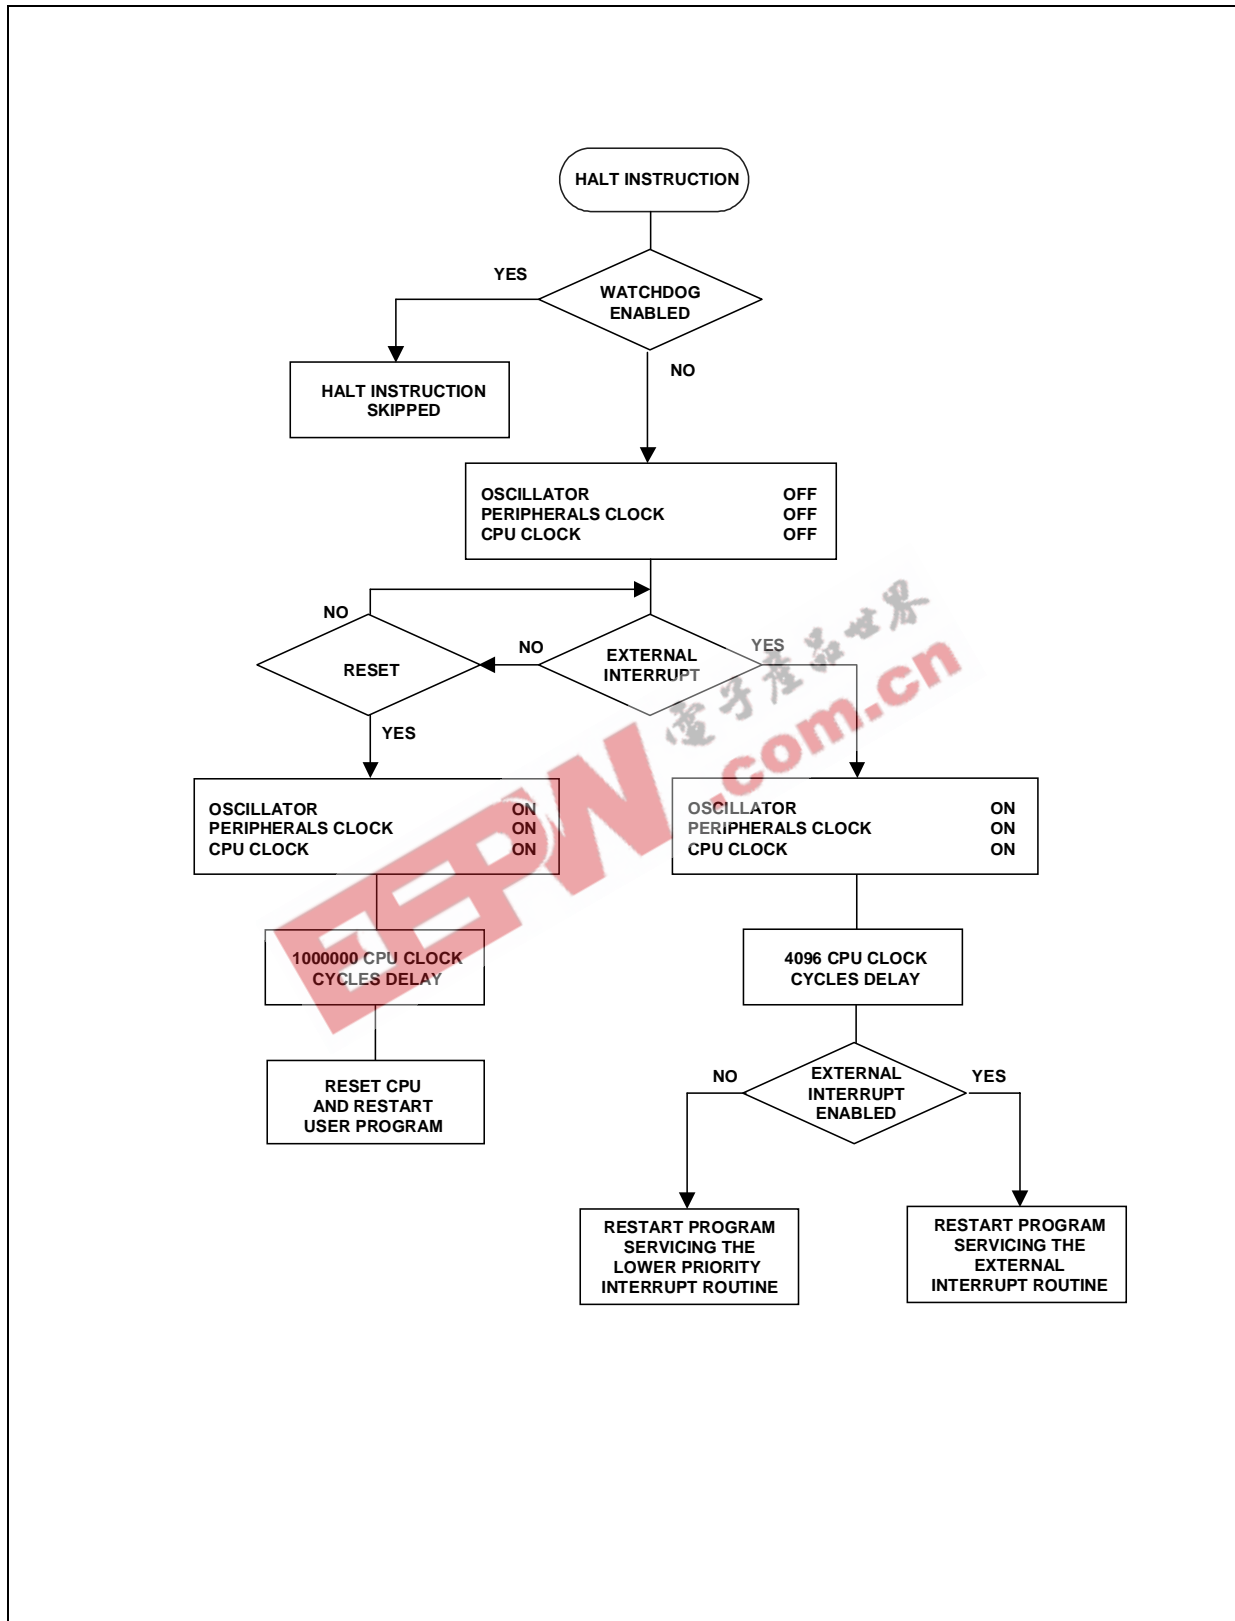 HALT INSTRUCTION
YES
WATCHDOG
ENABLED
NO
HALT INSTRUCTION
SKIPPED
OSCILLATOR OFF
PERIPHERALS CLOCK OFF
CPU CLOCK OFF
NO
RESET
NO
EXTERNAL
INTERRUPT
YES
YES
電子產品世界
EEPW.com.cn
OSCILLATOR ON
PERIPHERALS CLOCK ON
CPU CLOCK ON
OSCILLATOR ON
PERIPHERALS CLOCK ON
CPU CLOCK ON
1000000 CPU CLOCK
CYCLES DELAY
4096 CPU CLOCK
CYCLES DELAY
RESET CPU
AND RESTART
USER PROGRAM
NO
EXTERNAL
INTERRUPT
ENABLED
YES
RESTART PROGRAM
SERVICING THE
LOWER PRIORITY
INTERRUPT ROUTINE
RESTART PROGRAM
SERVICING THE
EXTERNAL
INTERRUPT ROUTINE